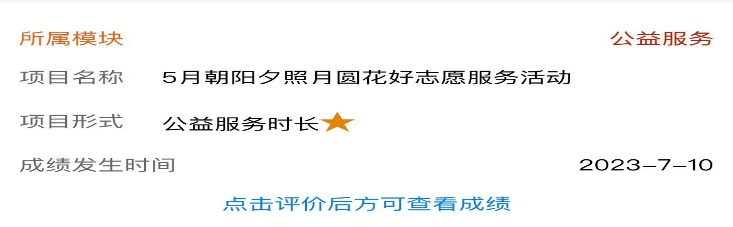 所属模块 公益服务
项目名称 5月朝阳夕照月圆花好志愿服务活动
项目形式 公益服务时长★
成绩发生时间 2023-7-10
点击评价后方可查看成绩